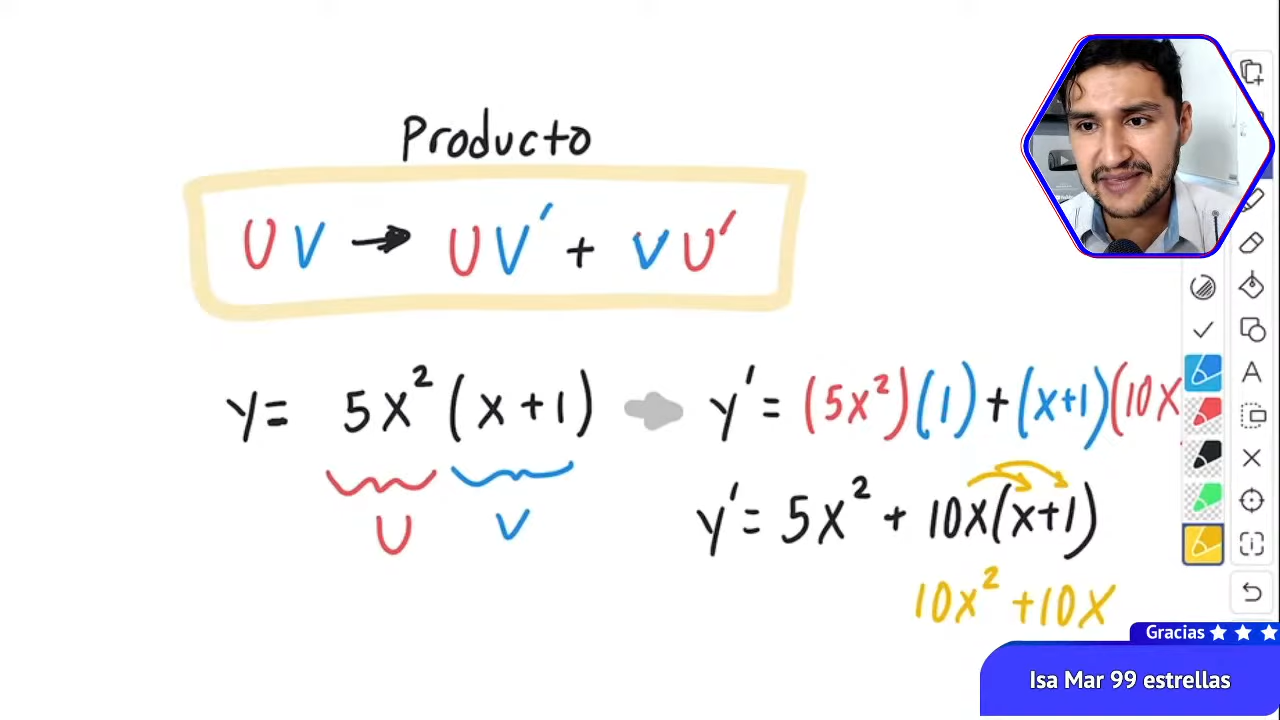 Producto
UV → UV′ + VU′
y = 5x² (x+1) y′ = (5x²)(1) + (x+1)(10x
U V
y′ = 5x² + 10x(x+1)
10x² + 10x
A
Gracias
Isa Mar 99 estrellas